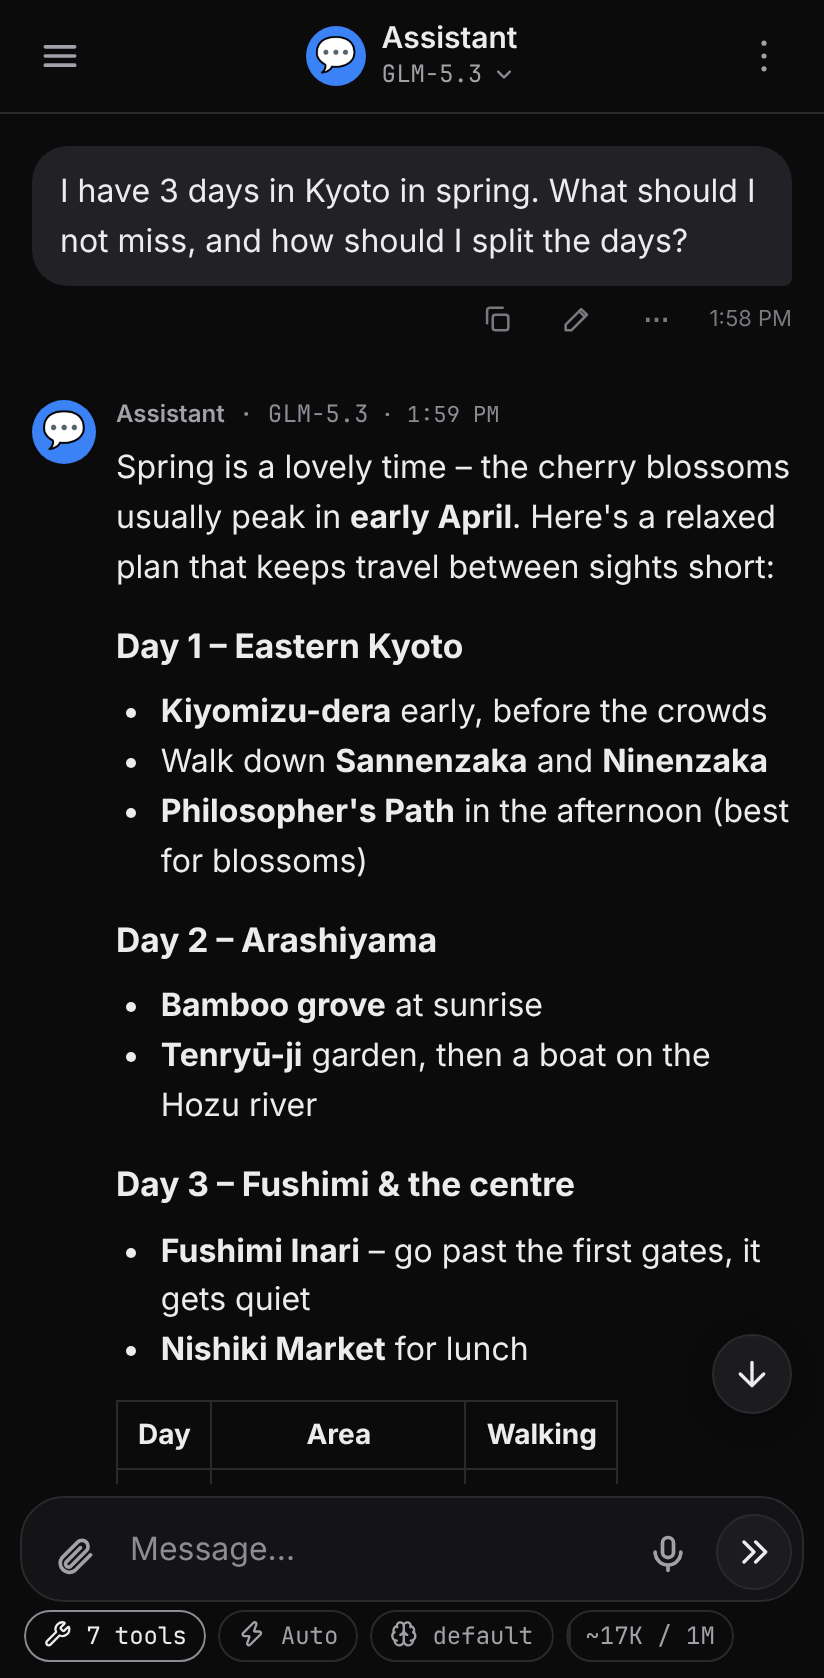 Assistant
GLM-5.3
I have 3 days in Kyoto in spring. What should I
not miss, and how should I split the days?
1:58 PM
Assistant · GLM-5.3 · 1:59 PM
Spring is a lovely time – the cherry blossoms
usually peak in early April. Here's a relaxed
plan that keeps travel between sights short:
Day 1 – Eastern Kyoto
• Kiyomizu-dera early, before the crowds
• Walk down Sannenzaka and Ninenzaka
• Philosopher's Path in the afternoon (best
for blossoms)
Day 2 – Arashiyama
• Bamboo grove at sunrise
• Tenryū-ji garden, then a boat on the
Hozu river
Day 3 – Fushimi & the centre
• Fushimi Inari – go past the first gates, it
gets quiet
• Nishiki Market for lunch
Day Area Walking
Message...
7 tools Auto default ~17K / 1M